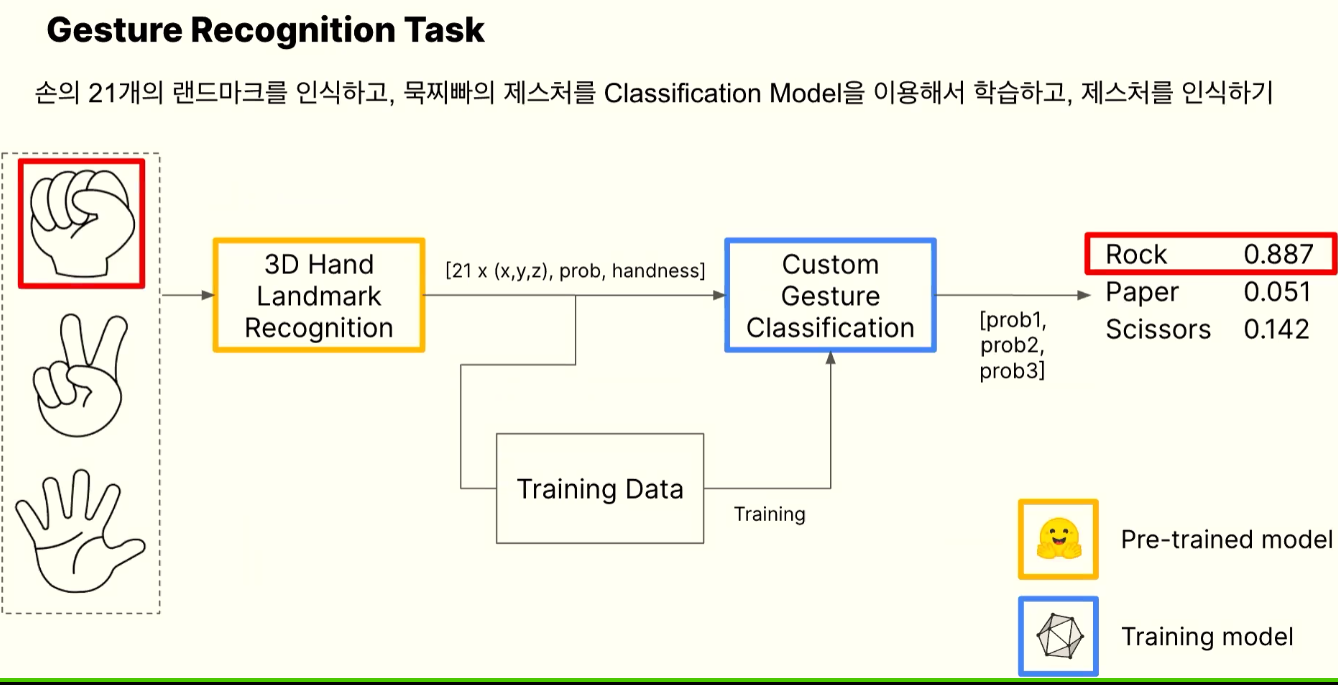 Gesture Recognition Task
손의 21개의 랜드마크를 인식하고, 묵찌빠의 제스처를 Classification Model을 이용해서 학습하고, 제스처를 인식하기
3D Hand
Landmark
Recognition
[21 x (x,y,z), prob, handness]
Custom
Gesture
Classification
[prob1,
prob2,
prob3]
Rock 0.887
Paper 0.051
Scissors 0.142
Training Data
Training
Pre-trained model
Training model